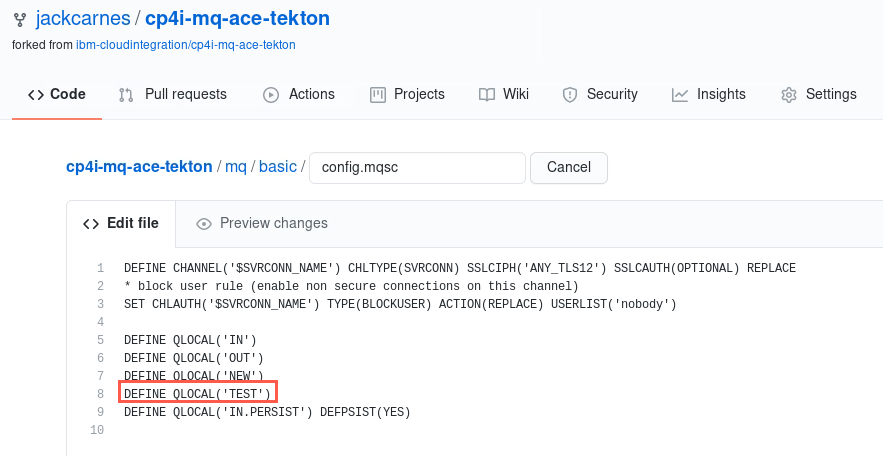 jackcarnes / cp4i-mq-ace-tekton
forked from ibm-cloudintegration/cp4i-mq-ace-tekton
Code Pull requests Actions Projects Wiki Security Insights Settings
cp4i-mq-ace-tekton / mq / basic / config.mqsc Cancel
Edit file Preview changes
1 DEFINE CHANNEL('$SVRCONN_NAME') CHLTYPE(SVRCONN) SSLCIPH('ANY_TLS12') SSLCAUTH(OPTIONAL) REPLACE
2 * block user rule (enable non secure connections on this channel)
3 SET CHLAUTH('$SVRCONN_NAME') TYPE(BLOCKUSER) ACTION(REPLACE) USERLIST('nobody')
4
5 DEFINE QLOCAL('IN')
6 DEFINE QLOCAL('OUT')
7 DEFINE QLOCAL('NEW')
8 DEFINE QLOCAL('TEST')
9 DEFINE QLOCAL('IN.PERSIST') DEFPSIST(YES)
10